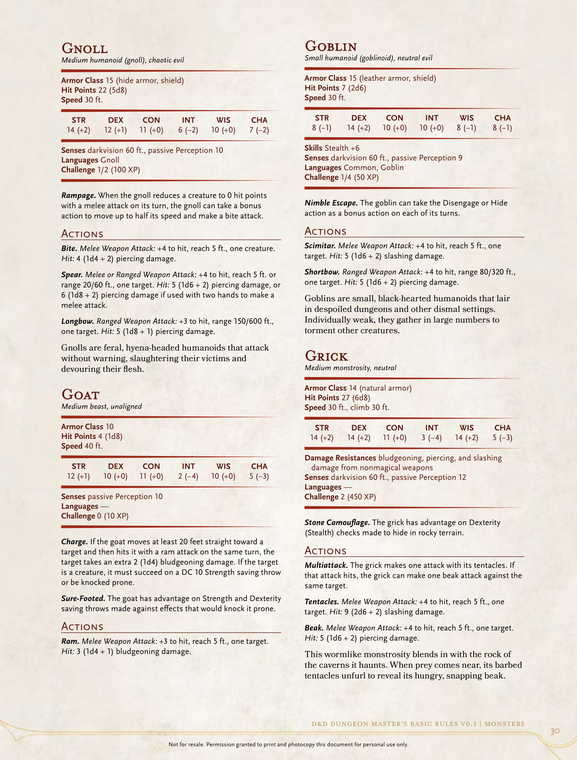 Gnoll
Medium humanoid (gnoll), chaotic evil
Armor Class 15 (hide armor, shield)
Hit Points 22 (5d8)
Speed 30 ft.
STR DEX CON INT WIS CHA
14 (+2) 12 (+1) 11 (+0) 6 (−2) 10 (+0) 7 (−2)
Senses darkvision 60 ft., passive Perception 10
Languages Gnoll
Challenge 1/2 (100 XP)
Rampage. When the gnoll reduces a creature to 0 hit points
with a melee attack on its turn, the gnoll can take a bonus
action to move up to half its speed and make a bite attack.
Actions
Bite. Melee Weapon Attack: +4 to hit, reach 5 ft., one creature.
Hit: 4 (1d4 + 2) piercing damage.
Spear. Melee or Ranged Weapon Attack: +4 to hit, reach 5 ft. or
range 20/60 ft., one target. Hit: 5 (1d6 + 2) piercing damage, or
6 (1d8 + 2) piercing damage if used with two hands to make a
melee attack.
Longbow. Ranged Weapon Attack: +3 to hit, range 150/600 ft.,
one target. Hit: 5 (1d8 + 1) piercing damage.
Gnolls are feral, hyena-headed humanoids that attack
without warning, slaughtering their victims and
devouring their flesh.
Goat
Medium beast, unaligned
Armor Class 10
Hit Points 4 (1d8)
Speed 40 ft.
STR DEX CON INT WIS CHA
12 (+1) 10 (+0) 11 (+0) 2 (−4) 10 (+0) 5 (−3)
Senses passive Perception 10
Languages —
Challenge 0 (10 XP)
Charge. If the goat moves at least 20 feet straight toward a
target and then hits it with a ram attack on the same turn, the
target takes an extra 2 (1d4) bludgeoning damage. If the target
is a creature, it must succeed on a DC 10 Strength saving throw
or be knocked prone.
Sure-Footed. The goat has advantage on Strength and Dexterity
saving throws made against effects that would knock it prone.
Actions
Ram. Melee Weapon Attack: +3 to hit, reach 5 ft., one target.
Hit: 3 (1d4 + 1) bludgeoning damage.
Goblin
Small humanoid (goblinoid), neutral evil
Armor Class 15 (leather armor, shield)
Hit Points 7 (2d6)
Speed 30 ft.
STR DEX CON INT WIS CHA
8 (−1) 14 (+2) 10 (+0) 10 (+0) 8 (−1) 8 (−1)
Skills Stealth +6
Senses darkvision 60 ft., passive Perception 9
Languages Common, Goblin
Challenge 1/4 (50 XP)
Nimble Escape. The goblin can take the Disengage or Hide
action as a bonus action on each of its turns.
Actions
Scimitar. Melee Weapon Attack: +4 to hit, reach 5 ft., one
target. Hit: 5 (1d6 + 2) slashing damage.
Shortbow. Ranged Weapon Attack: +4 to hit, range 80/320 ft.,
one target. Hit: 5 (1d6 + 2) piercing damage.
Goblins are small, black-hearted humanoids that lair
in despoiled dungeons and other dismal settings.
Individually weak, they gather in large numbers to
torment other creatures.
Grick
Medium monstrosity, neutral
Armor Class 14 (natural armor)
Hit Points 27 (6d8)
Speed 30 ft., climb 30 ft.
STR DEX CON INT WIS CHA
14 (+2) 14 (+2) 11 (+0) 3 (−4) 14 (+2) 5 (−3)
Damage Resistances bludgeoning, piercing, and slashing
damage from nonmagical weapons
Senses darkvision 60 ft., passive Perception 12
Languages —
Challenge 2 (450 XP)
Stone Camouflage. The grick has advantage on Dexterity
(Stealth) checks made to hide in rocky terrain.
Actions
Multiattack. The grick makes one attack with its tentacles. If
that attack hits, the grick can make one beak attack against the
same target.
Tentacles. Melee Weapon Attack: +4 to hit, reach 5 ft., one
target. Hit: 9 (2d6 + 2) slashing damage.
Beak. Melee Weapon Attack: +4 to hit, reach 5 ft., one target.
Hit: 5 (1d6 + 2) piercing damage.
This wormlike monstrosity blends in with the rock of
the caverns it haunts. When prey comes near, its barbed
tentacles unfurl to reveal its hungry, snapping beak.
D&D Dungeon Master's Basic Rules v0.3 | Monsters
30
Not for resale. Permission granted to print and photocopy this document for personal use only.